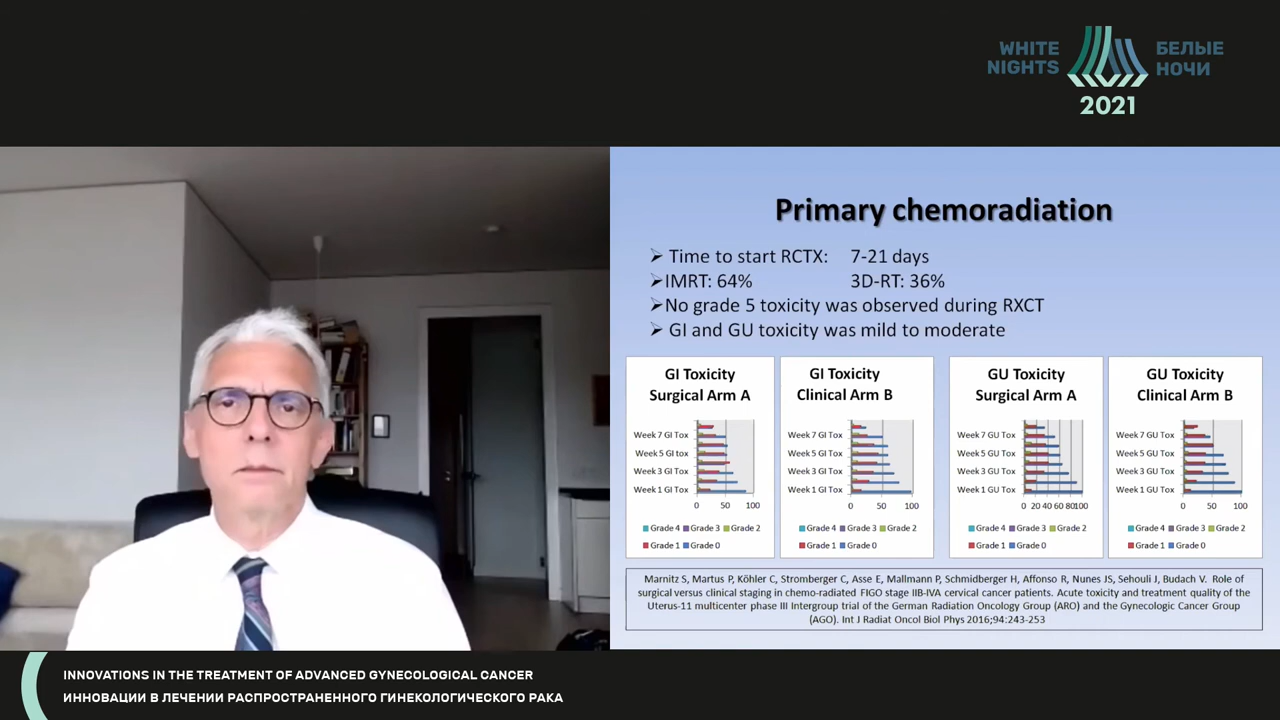 WHITE
NIGHTS
БЕЛЫЕ
НОЧИ
2021
Primary chemoradiation
➢ Time to start RCTX: 7-21 days
➢IMRT: 64% 3D-RT: 36%
➢No grade 5 toxicity was observed during RXCT
➢ GI and GU toxicity was mild to moderate
GI Toxicity
Surgical Arm A
Week 7 GI Tox
Week 5 GI tox
Week 3 GI Tox
Week 1 GI Tox
0 50 100
Grade 4 Grade 3 Grade 2
Grade 1 Grade 0
GI Toxicity
Clinical Arm B
Week 7 GI Tox
Week 5 GI Tox
Week 3 GI Tox
Week 1 GI Tox
0 50 100
Grade 4 Grade 3 Grade 2
Grade 1 Grade 0
GU Toxicity
Surgical Arm A
Week 7 GU Tox
Week 5 GU Tox
Week 3 GU Tox
Week 1 GU Tox
0 20 40 60 80 100
Grade 4 Grade 3 Grade 2
Grade 1 Grade 0
GU Toxicity
Clinical Arm B
Week 7 GU Tox
Week 5 GU Tox
Week 3 GU Tox
Week 1 GU Tox
0 50 100
Grade 4 Grade 3 Grade 2
Grade 1 Grade 0
Marnitz S, Martus P, Köhler C, Stromberger C, Asse E, Mallmann P, Schmidberger H, Affonso R, Nunes JS, Sehouli J, Budach V. Role of
surgical versus clinical staging in chemo-radiated FIGO stage IIB-IVA cervical cancer patients. Acute toxicity and treatment quality of the
Uterus-11 multicenter phase III Intergroup trial of the German Radiation Oncology Group (ARO) and the Gynecologic Cancer Group
(AGO). Int J Radiat Oncol Biol Phys 2016;94:243-253
INNOVATIONS IN THE TREATMENT OF ADVANCED GYNECOLOGICAL CANCER
ИННОВАЦИИ В ЛЕЧЕНИИ РАСПРОСТРАНЕННОГО ГИНЕКОЛОГИЧЕСКОГО РАКА